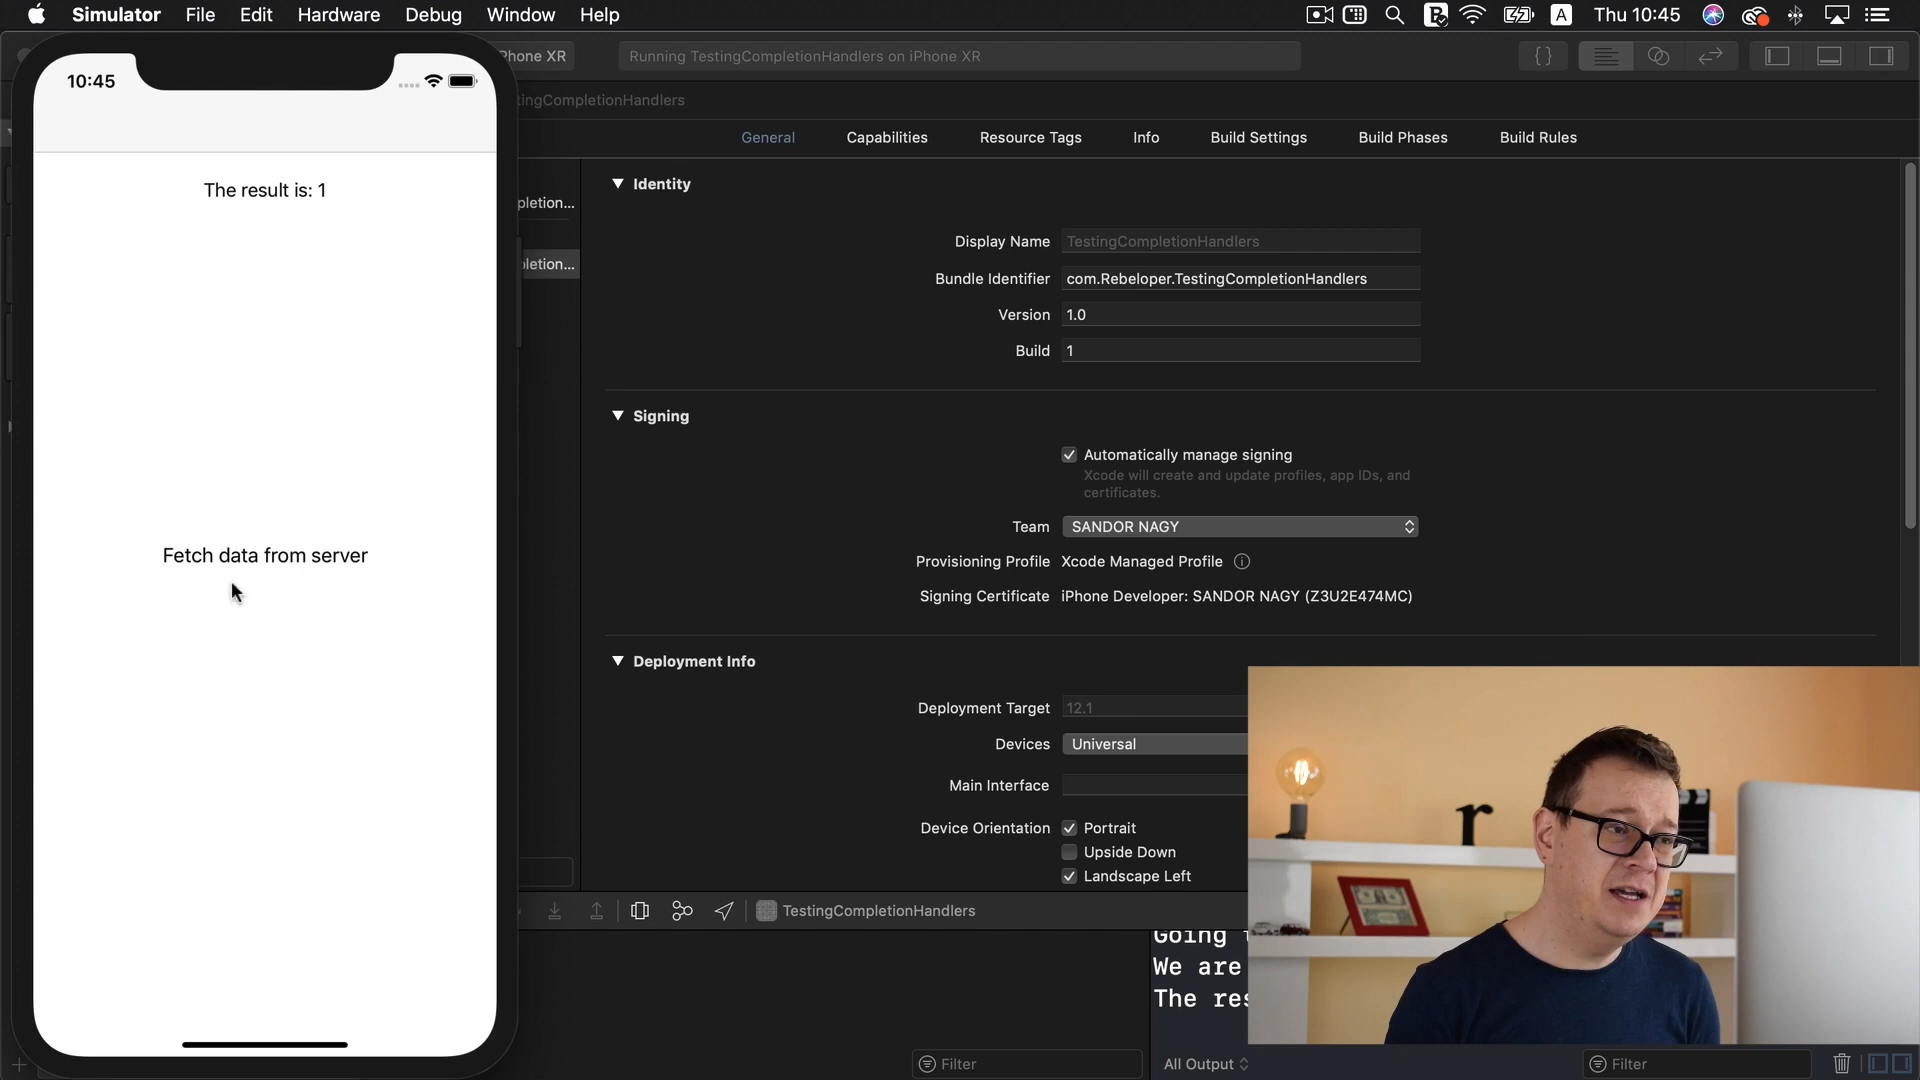 Simulator File Edit Hardware Debug Window Help
A Thu 10:45
10:45
The result is: 1
Fetch data from server
Phone XR
Running TestingCompletionHandlers on iPhone XR
{ }
tingCompletionHandlers
General Capabilities Resource Tags Info Build Settings Build Phases Build Rules
pletion...
pletion...
Identity
Display Name TestingCompletionHandlers
Bundle Identifier com.Rebeloper.TestingCompletionHandlers
Version 1.0
Build 1
Signing
Automatically manage signing
Xcode will create and update profiles, app IDs, and
certificates.
Team SANDOR NAGY
Provisioning Profile Xcode Managed Profile
Signing Certificate iPhone Developer: SANDOR NAGY (Z3U2E474MC)
Deployment Info
Deployment Target 12.1
Devices Universal
Main Interface
Device Orientation Portrait
Upside Down
Landscape Left
TestingCompletionHandlers
Going
We are
The res
Filter
All Output
Filter
r